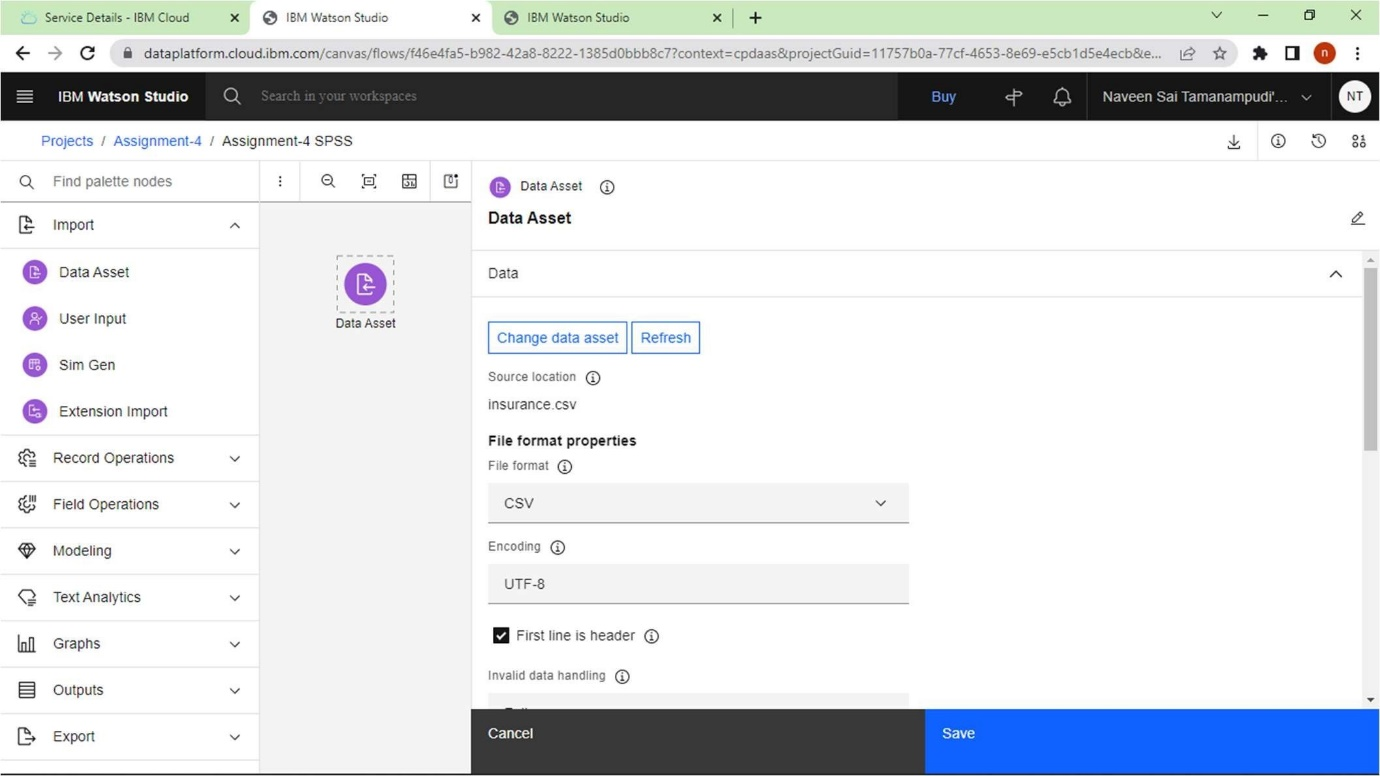 Service Details - IBM Cloud
IBM Watson Studio
IBM Watson Studio
dataplatform.cloud.ibm.com/canvas/flows/f46e4fa5-b982-42a8-8222-1385d0bbb8c7?context=cpdaas&projectGuid=11757b0a-77cf-4653-8e69-e5cb1d5e4ecb&e...
n
IBM Watson Studio
Search in your workspaces
Buy
Naveen Sai Tamanampudi'...
NT
Projects / Assignment-4 / Assignment-4 SPSS
Find palette nodes
Import
Data Asset
User Input
Sim Gen
Extension Import
Record Operations
Field Operations
Modeling
Text Analytics
Graphs
Outputs
Export
Data Asset
Data Asset
Data Asset
Data
Change data asset
Refresh
Source location
insurance.csv
File format properties
File format
CSV
Encoding
UTF-8
First line is header
Invalid data handling
Cancel
Save